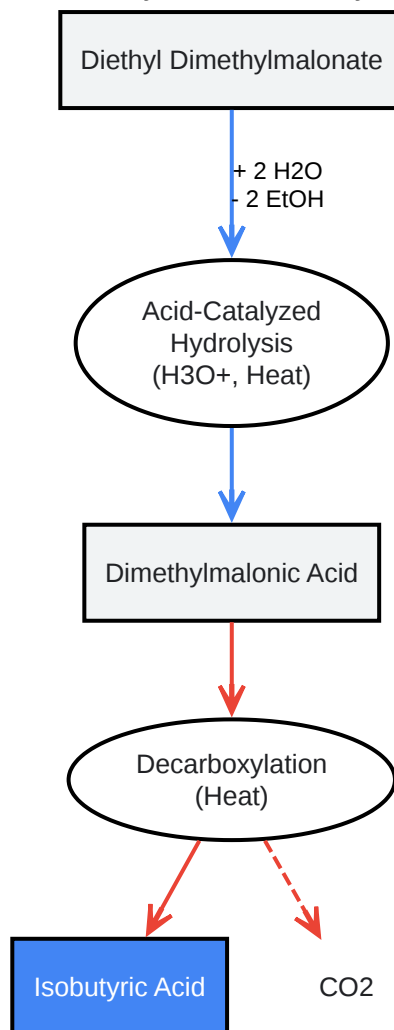 Diethyl Dimethylmalonate
+ 2 H2O
- 2 EtOH
Acid-Catalyzed
Hydrolysis
(H3O+, Heat)
Dimethylmalonic Acid
Decarboxylation
(Heat)
Isobutyric Acid
CO2